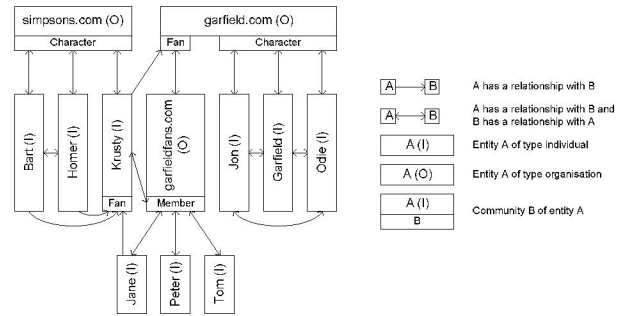 simpsons.com (O)
Character
garfield.com (O)
Fan
Character
Bart (I)
Homer (I)
Krusty (I)
Fan
garfieldfans.com
(O)
Member
Jon (I)
Garfield (I)
Odie (I)
Jane (I)
Peter (I)
Tom (I)
A B A has a relationship with B
A B A has a relationship with B and
B has a relationship with A
A (I) Entity A of type individual
A (O) Entity A of type organisation
A (I)
B
Community B of entity A